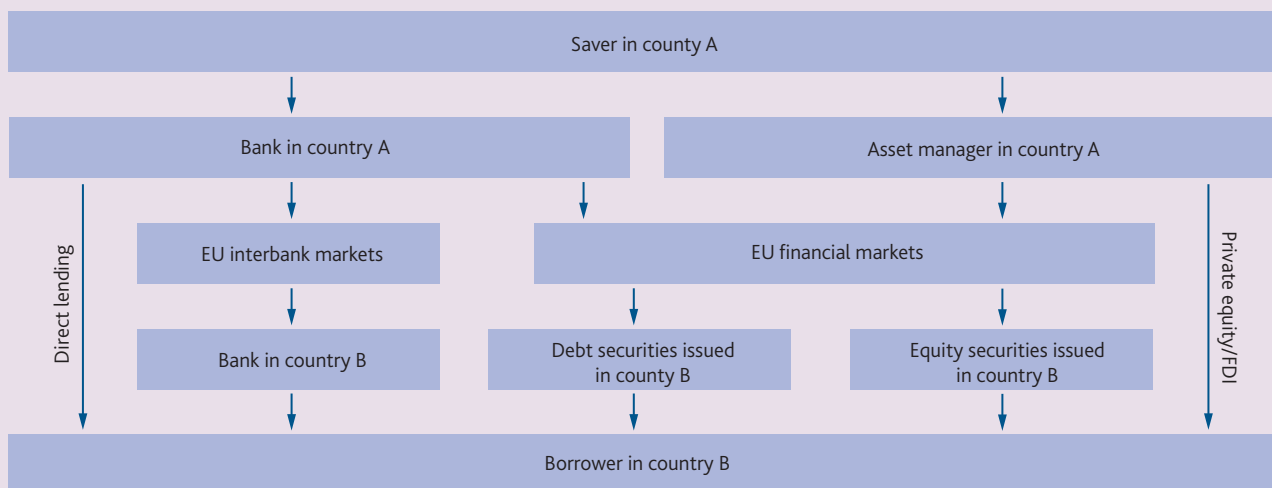 Saver in county A
Bank in country A
Asset manager in country A
Direct lending
EU interbank markets
EU financial markets
Private equity/FDI
Bank in country B
Debt securities issued
in county B
Equity securities issued
in country B
Borrower in country B